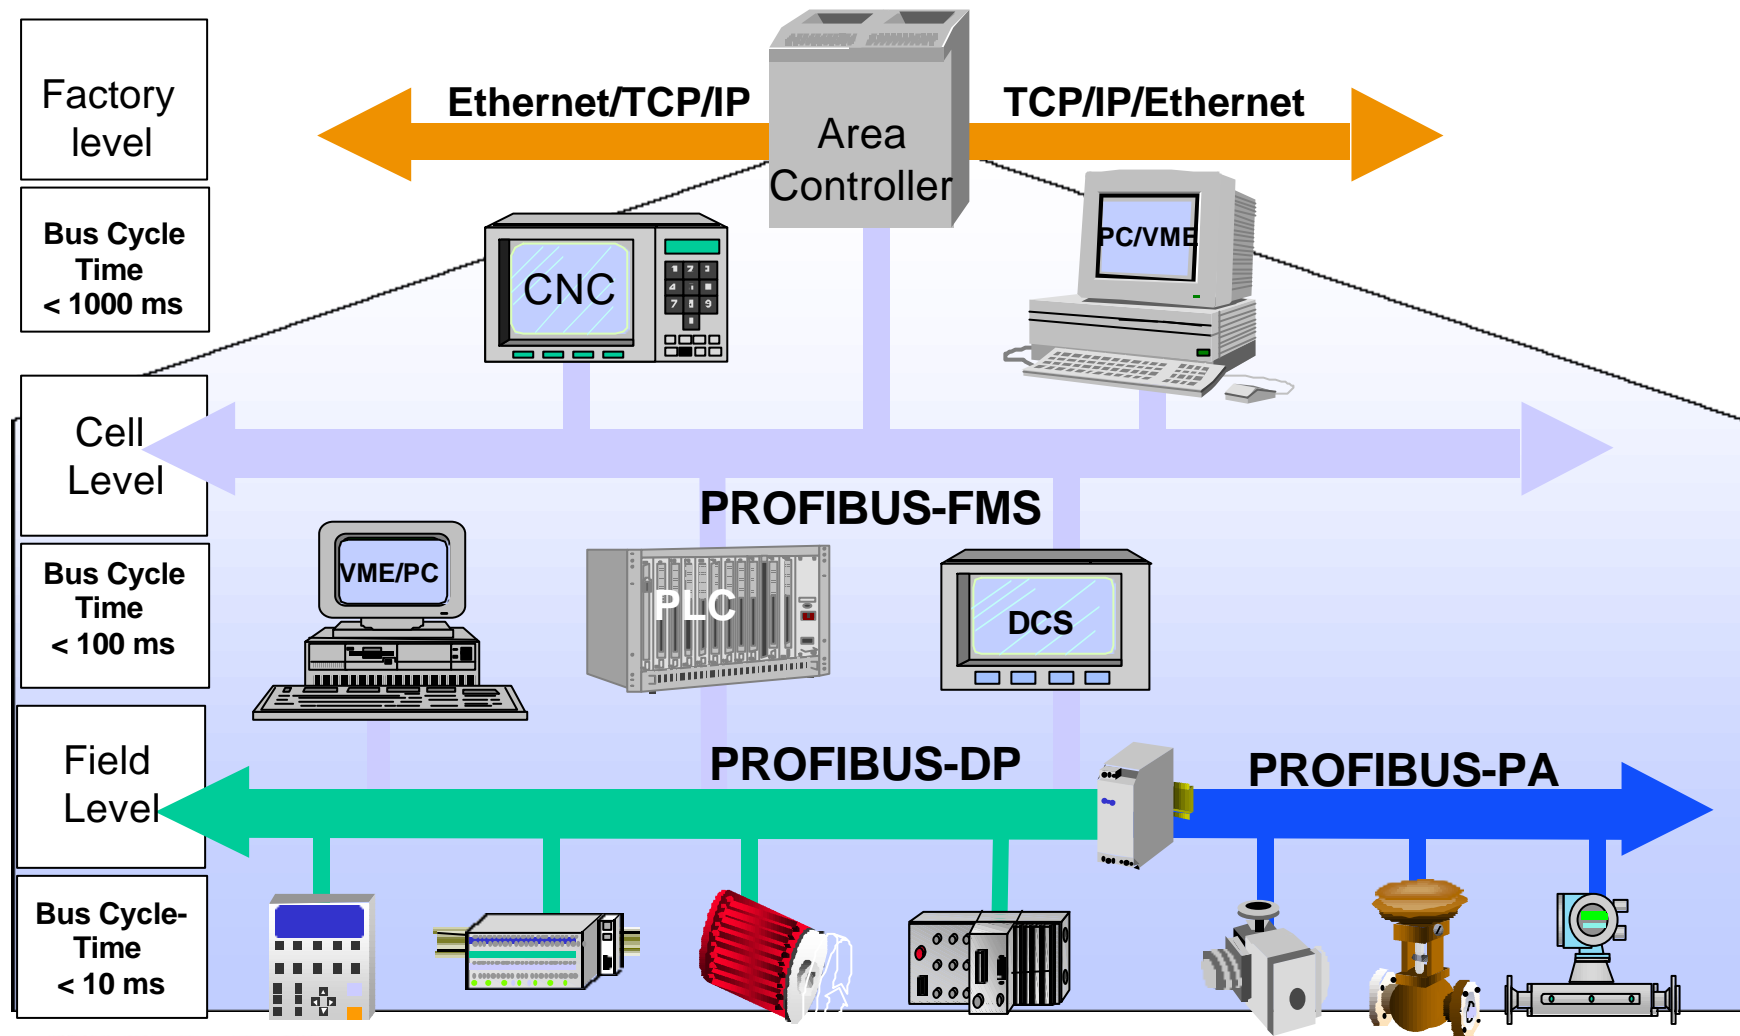 Factory
level
Ethernet/TCP/IP
TCP/IP/Ethernet
Area
Controller
Bus Cycle
Time
< 1000 ms
CNC
PC/VME
Cell
Level
PROFIBUS-FMS
Bus Cycle
Time
< 100 ms
VME/PC
PLC
DCS
Field
Level
PROFIBUS-DP
PROFIBUS-PA
Bus Cycle-
Time
< 10 ms